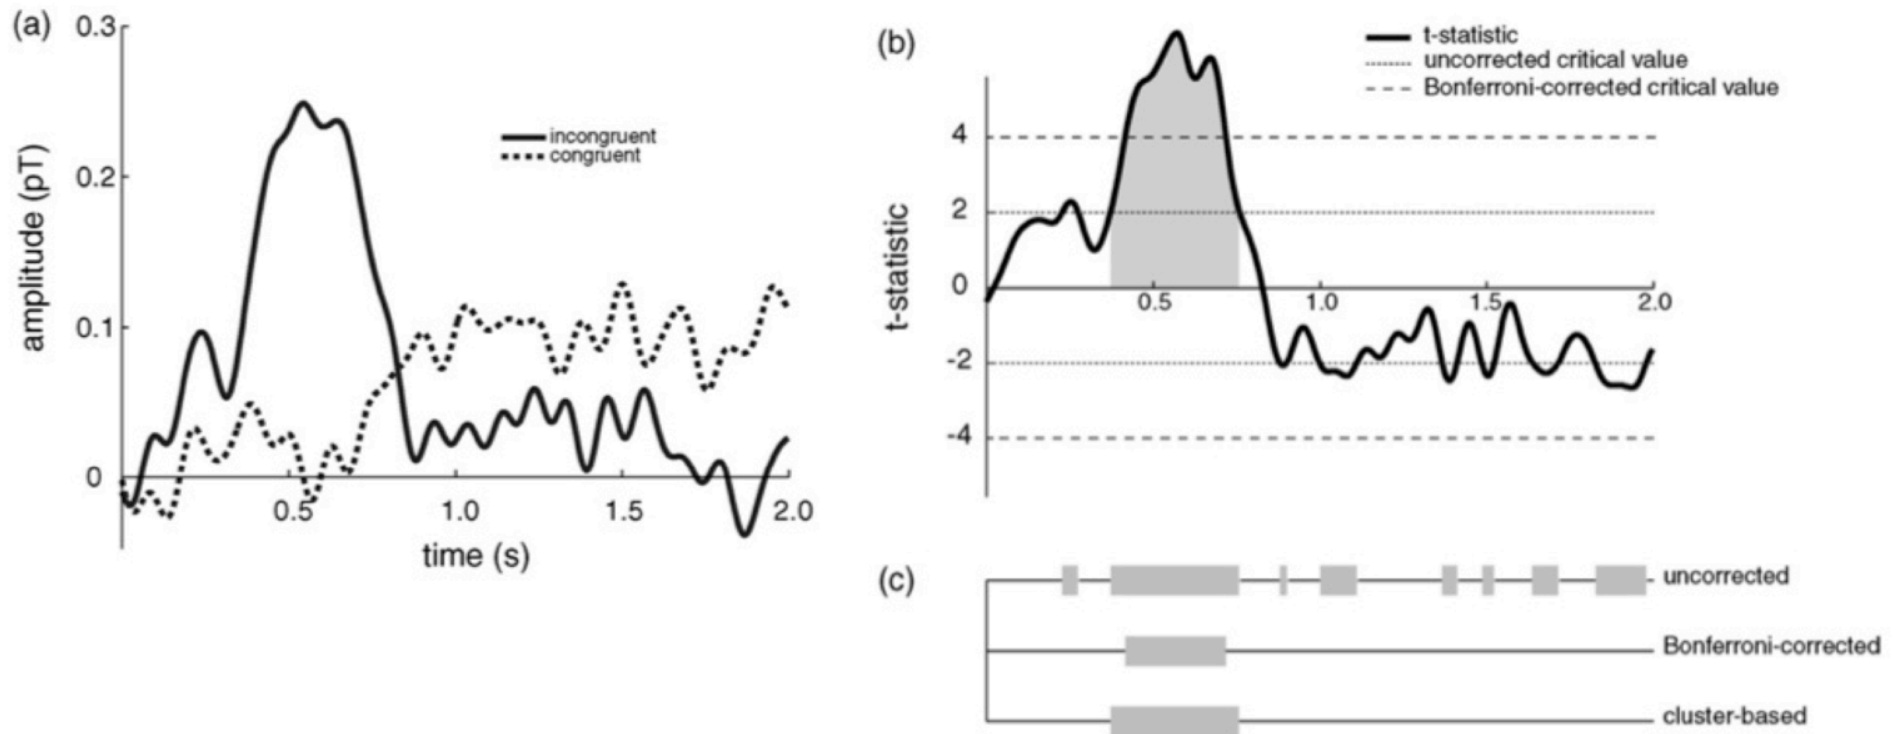 (a)
0.3
0.2
0.1
0
amplitude (pT)
incongruent
congruent
0.5 1.0 1.5 2.0
time (s)
(b)
t-statistic
uncorrected critical value
Bonferroni-corrected critical value
4
2
0
-2
-4
t-statistic
0.5 1.0 1.5 2.0
(c)
uncorrected
Bonferroni-corrected
cluster-based